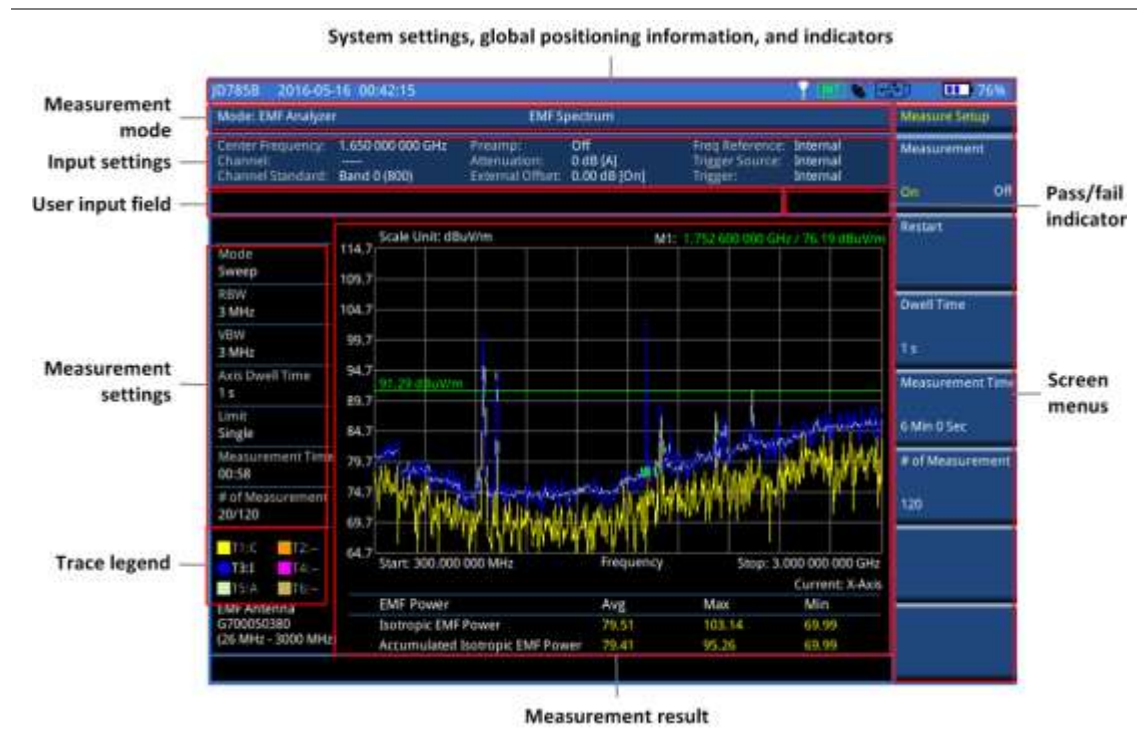 System settings, global positioning information, and indicators
JD785B 2016-05-16 00:42:15
76%
Measurement mode
Mode: EMF Analyzer EMF Spectrum
Measure Setup
Input settings
Center Frequency: 1.650 000 000 GHz Preamp: Off Freq Reference: Internal
Channel: ---- Attenuation: 0 dB [A] Trigger Source: Internal
Channel Standard: Band 0 (800) External Offset: 0.00 dB [On] Trigger: Internal
Measurement
On Off
User input field
Pass/fail indicator
Restart
Scale Unit: dBuV/m M1: 1.752 600 000 GHz / 76.19 dBuV/m
Mode
Sweep
RBW
3 MHz
VBW
3 MHz
Measurement settings
Axis Dwell Time
1 s
Limit
Single
Measurement Time
00:58
# of Measurement
20/120
114.7
109.7
104.7
99.7
94.7
91.29 dBuV/m
89.7
84.7
79.7
74.7
69.7
64.7
Dwell Time
1 s
Measurement Time
6 Min 0 Sec
Screen menus
# of Measurement
120
Trace legend
T1:C T2:--
T3:I T4:--
T5:A T6:--
Start: 300.000 000 MHz Frequency Stop: 3.000 000 000 GHz
Current: X-Axis
EMF Antenna
G700050380
(26 MHz - 3000 MHz)
EMF Power Avg Max Min
Isotropic EMF Power 79.51 103.14 69.99
Accumulated Isotropic EMF Power 79.41 95.26 69.99
Measurement result